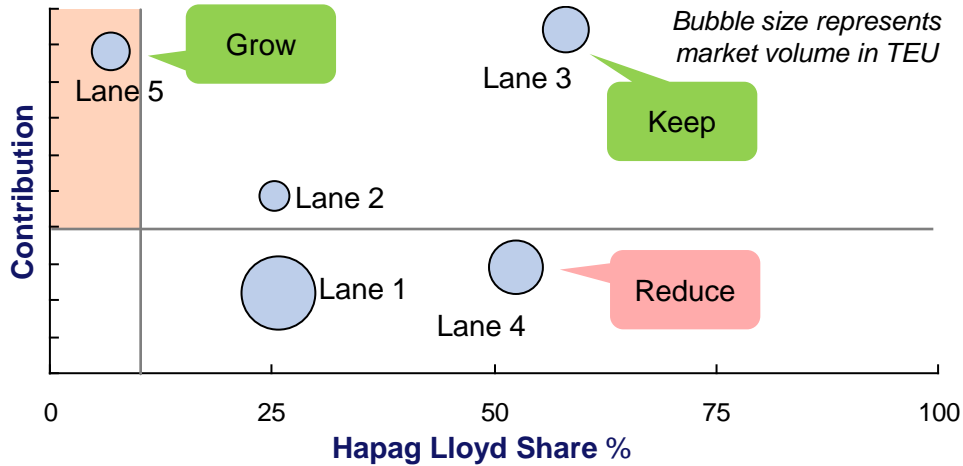 Bubble size represents
market volume in TEU
Grow
Lane 5
Lane 3
Keep
Contribution
Lane 2
Lane 1
Lane 4
Reduce
0
25
50
75
100
Hapag Lloyd Share %